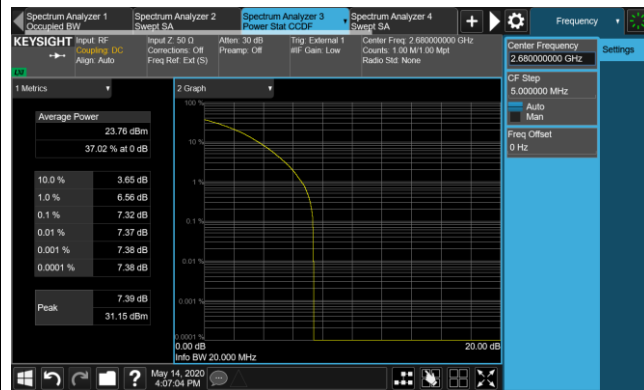 Spectrum Analyzer 1
Occupied BW
Spectrum Analyzer 2
Swept SA
Spectrum Analyzer 3
Power Stat CCDF
Spectrum Analyzer 4
Swept SA
Frequency
KEYSIGHT
Input: RF
Coupling: DC
Align: Auto
Input Z: 50 Ω
Corrections: Off
Freq Ref: Ext (S)
Atten: 30 dB
Preamp: Off
Trig: External 1
#IF Gain: Low
Center Freq: 2.680000000 GHz
Counts: 1.00 M/1.00 Mpt
Radio Std: None
Center Frequency
2.680000000 GHz
Settings
CF Step
5.000000 MHz
Auto
Man
Freq Offset
0 Hz
1 Metrics
Average Power
23.76 dBm
37.02 % at 0 dB
10.0 % 3.65 dB
1.0 % 6.56 dB
0.1 % 7.32 dB
0.01 % 7.37 dB
0.001 % 7.38 dB
0.0001 % 7.38 dB
Peak
7.39 dB
31.15 dBm
2 Graph
100 %
10 %
1 %
0.1 %
0.01 %
0.001 %
0.0001 %
0.00 dB
20.00 dB
Info BW 20.000 MHz
May 14, 2020
4:07:04 PM